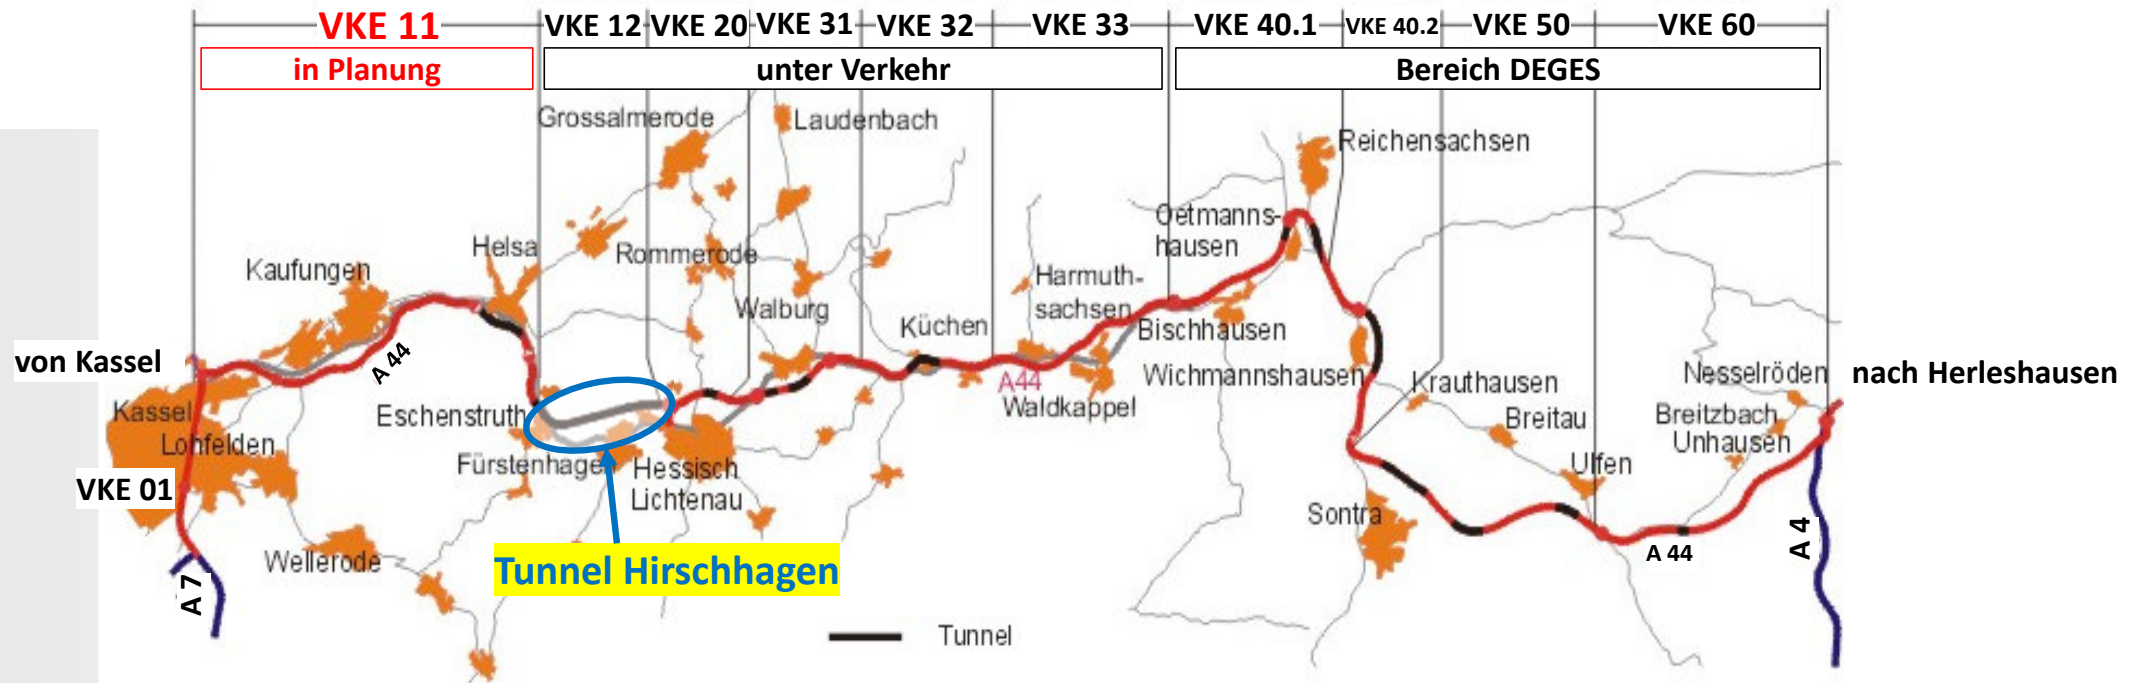 VKE 11
VKE 12
VKE 20
VKE 31
VKE 32
VKE 33
VKE 40.1
VKE 40.2
VKE 50
VKE 60
in Planung
unter Verkehr
Bereich DEGES
Grossalmerode
Laudenbach
Reichensachsen
Oetmanns-
hausen
Helsa
Rommerode
Kaufungen
Harmuth-
sachsen
Walburg
Küchen
Bischhausen
von Kassel
A 44
A44
Wichmannshausen
Krauthausen
Nesselröden
nach Herleshausen
Kassel
Eschenstruth
Waldkappel
Breitau
Breitzbach
Unhausen
Lohfelden
Fürstenhagen
Hessisch
Lichtenau
Ulfen
VKE 01
Sontra
Wellerode
Tunnel Hirschhagen
A 44
A 4
A 7
Tunnel